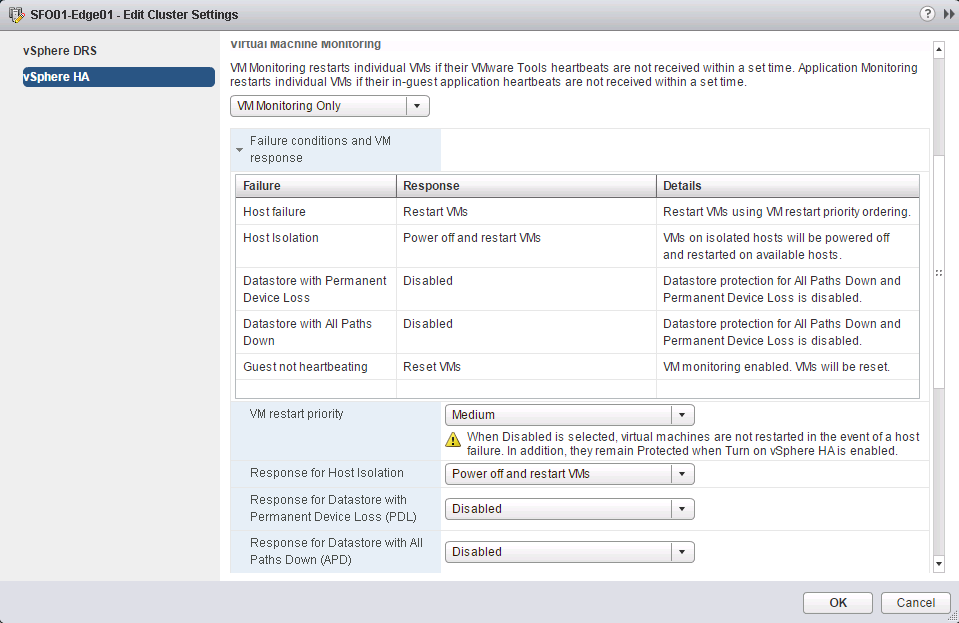 SFO01-Edge01 - Edit Cluster Settings
vSphere DRS
vSphere HA
Virtual Machine Monitoring
VM Monitoring restarts individual VMs if their VMware Tools heartbeats are not received within a set time. Application Monitoring
restarts individual VMs if their in-guest application heartbeats are not received within a set time.
VM Monitoring Only
Failure conditions and VM
response
Failure Response Details
Host failure Restart VMs Restart VMs using VM restart priority ordering.
Host Isolation Power off and restart VMs VMs on isolated hosts will be powered off
and restarted on available hosts.
Datastore with Permanent Disabled Datastore protection for All Paths Down and
Device Loss Permanent Device Loss is disabled.
Datastore with All Paths Disabled Datastore protection for All Paths Down and
Down Permanent Device Loss is disabled.
Guest not heartbeating Reset VMs VM monitoring enabled. VMs will be reset.
VM restart priority Medium
When Disabled is selected, virtual machines are not restarted in the event of a host
failure. In addition, they remain Protected when Turn on vSphere HA is enabled.
Response for Host Isolation Power off and restart VMs
Response for Datastore with
Permanent Device Loss (PDL) Disabled
Response for Datastore with All
Paths Down (APD) Disabled
OK Cancel